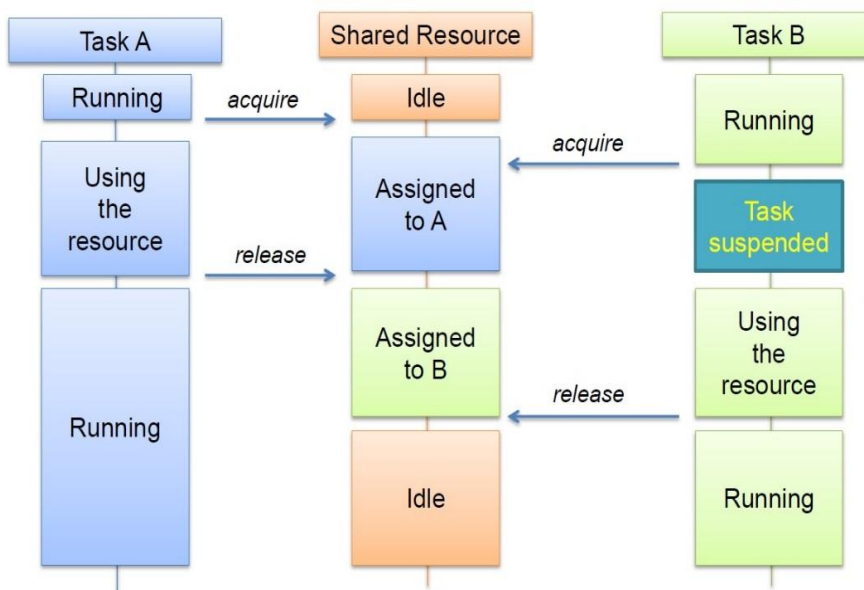 Task A
Shared Resource
Task B
Running
acquire
Idle
Running
acquire
Using
the
resource
Assigned
to A
Task
suspended
release
Running
Assigned
to B
Using
the
resource
release
Idle
Running